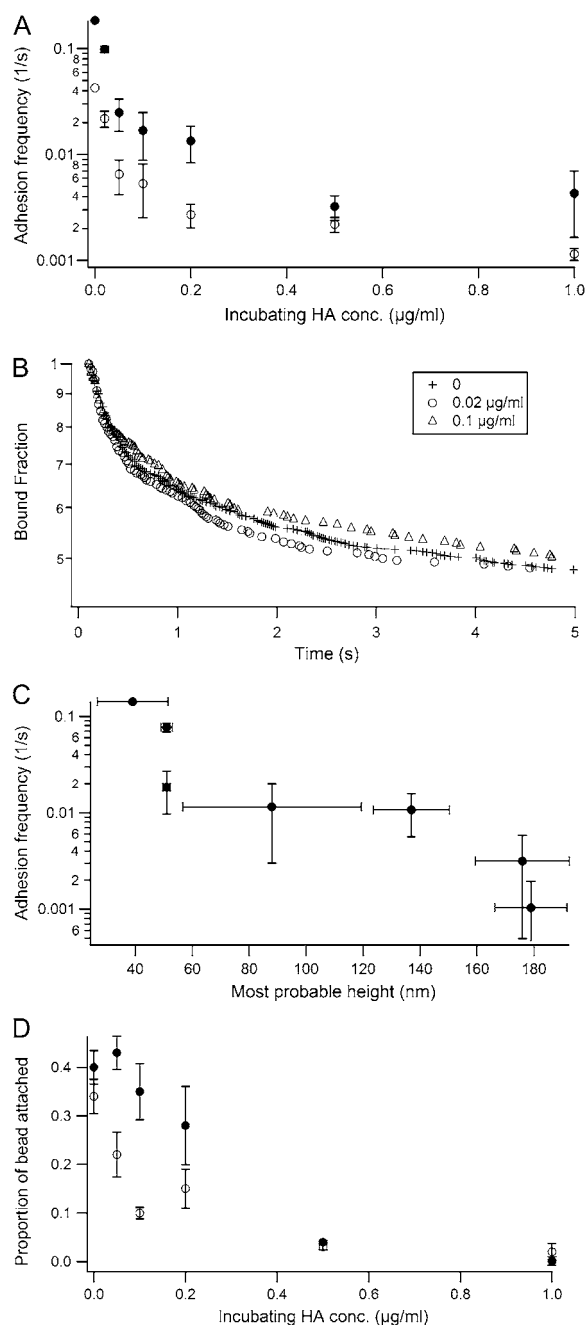 A
Adhesion frequency (1/s)
0.1
8
6
4
2
0.01
8
6
4
2
0.001
0.0 0.2 0.4 0.6 0.8 1.0
Incubating HA conc. (µg/ml)
B
Bound Fraction
1
9
8
7
6
5
0
0.02 µg/ml
0.1 µg/ml
0 1 2 3 4 5
Time (s)
C
Adhesion frequency (1/s)
0.1
8
6
4
2
0.01
8
6
4
2
0.001
8
6
40 60 80 100 120 140 160 180
Most probable height (nm)
D
Proportion of bead attached
0.4
0.3
0.2
0.1
0.0
0.0 0.2 0.4 0.6 0.8 1.0
Incubating HA conc. (µg/ml)